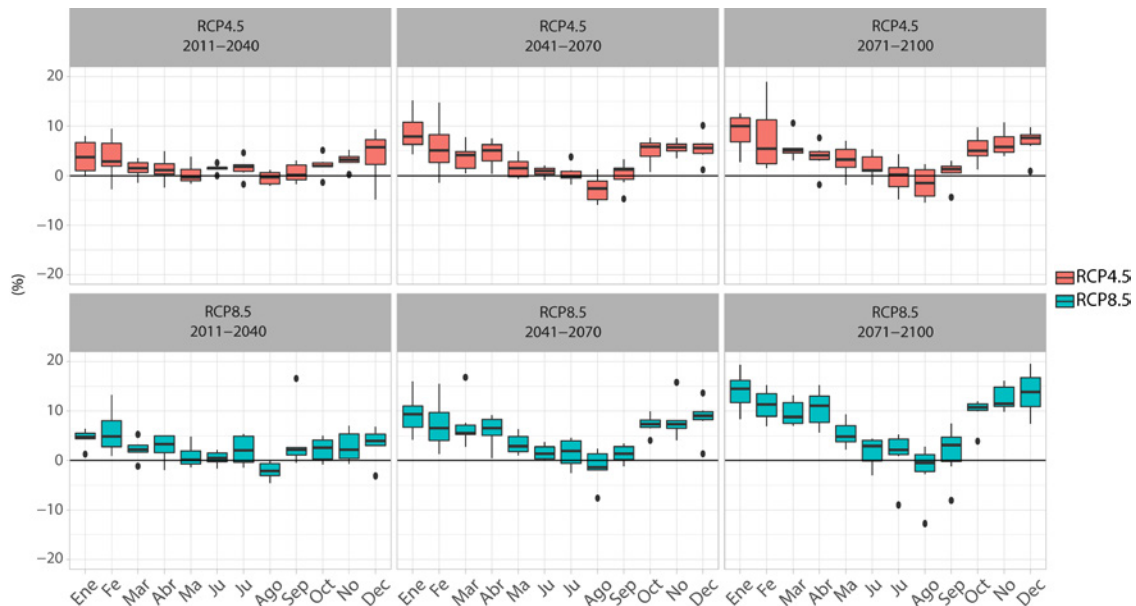 RCP4.5
2011–2040
RCP4.5
2041–2070
RCP4.5
2071–2100
20
10
0
−10
−20
(%)
RCP4.5
RCP8.5
RCP8.5
2011–2040
RCP8.5
2041–2070
RCP8.5
2071–2100
20
10
0
−10
−20
Ene Fe Mar Abr Ma Ju Ju Ago Sep Oct No Dec
Ene Fe Mar Abr Ma Ju Ju Ago Sep Oct No Dec
Ene Fe Mar Abr Ma Ju Ju Ago Sep Oct No Dec